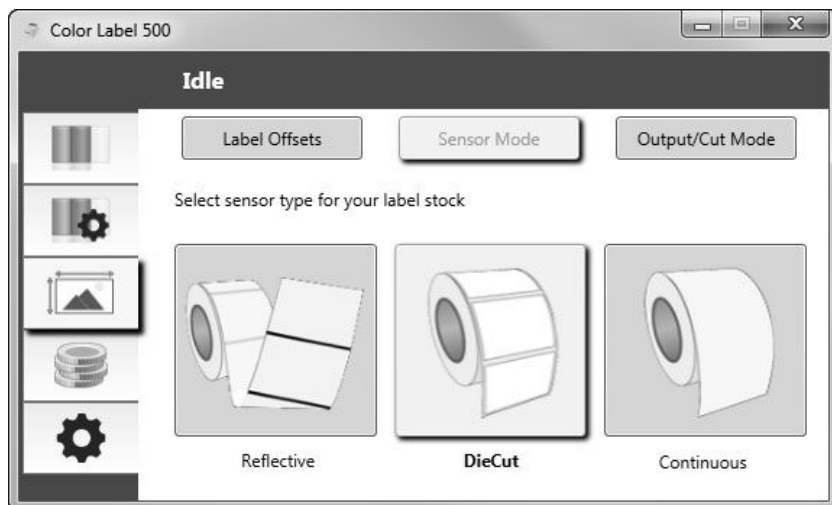 Color Label 500
Idle
Label Offsets Sensor Mode Output/Cut Mode
Select sensor type for your label stock
Reflective DieCut Continuous